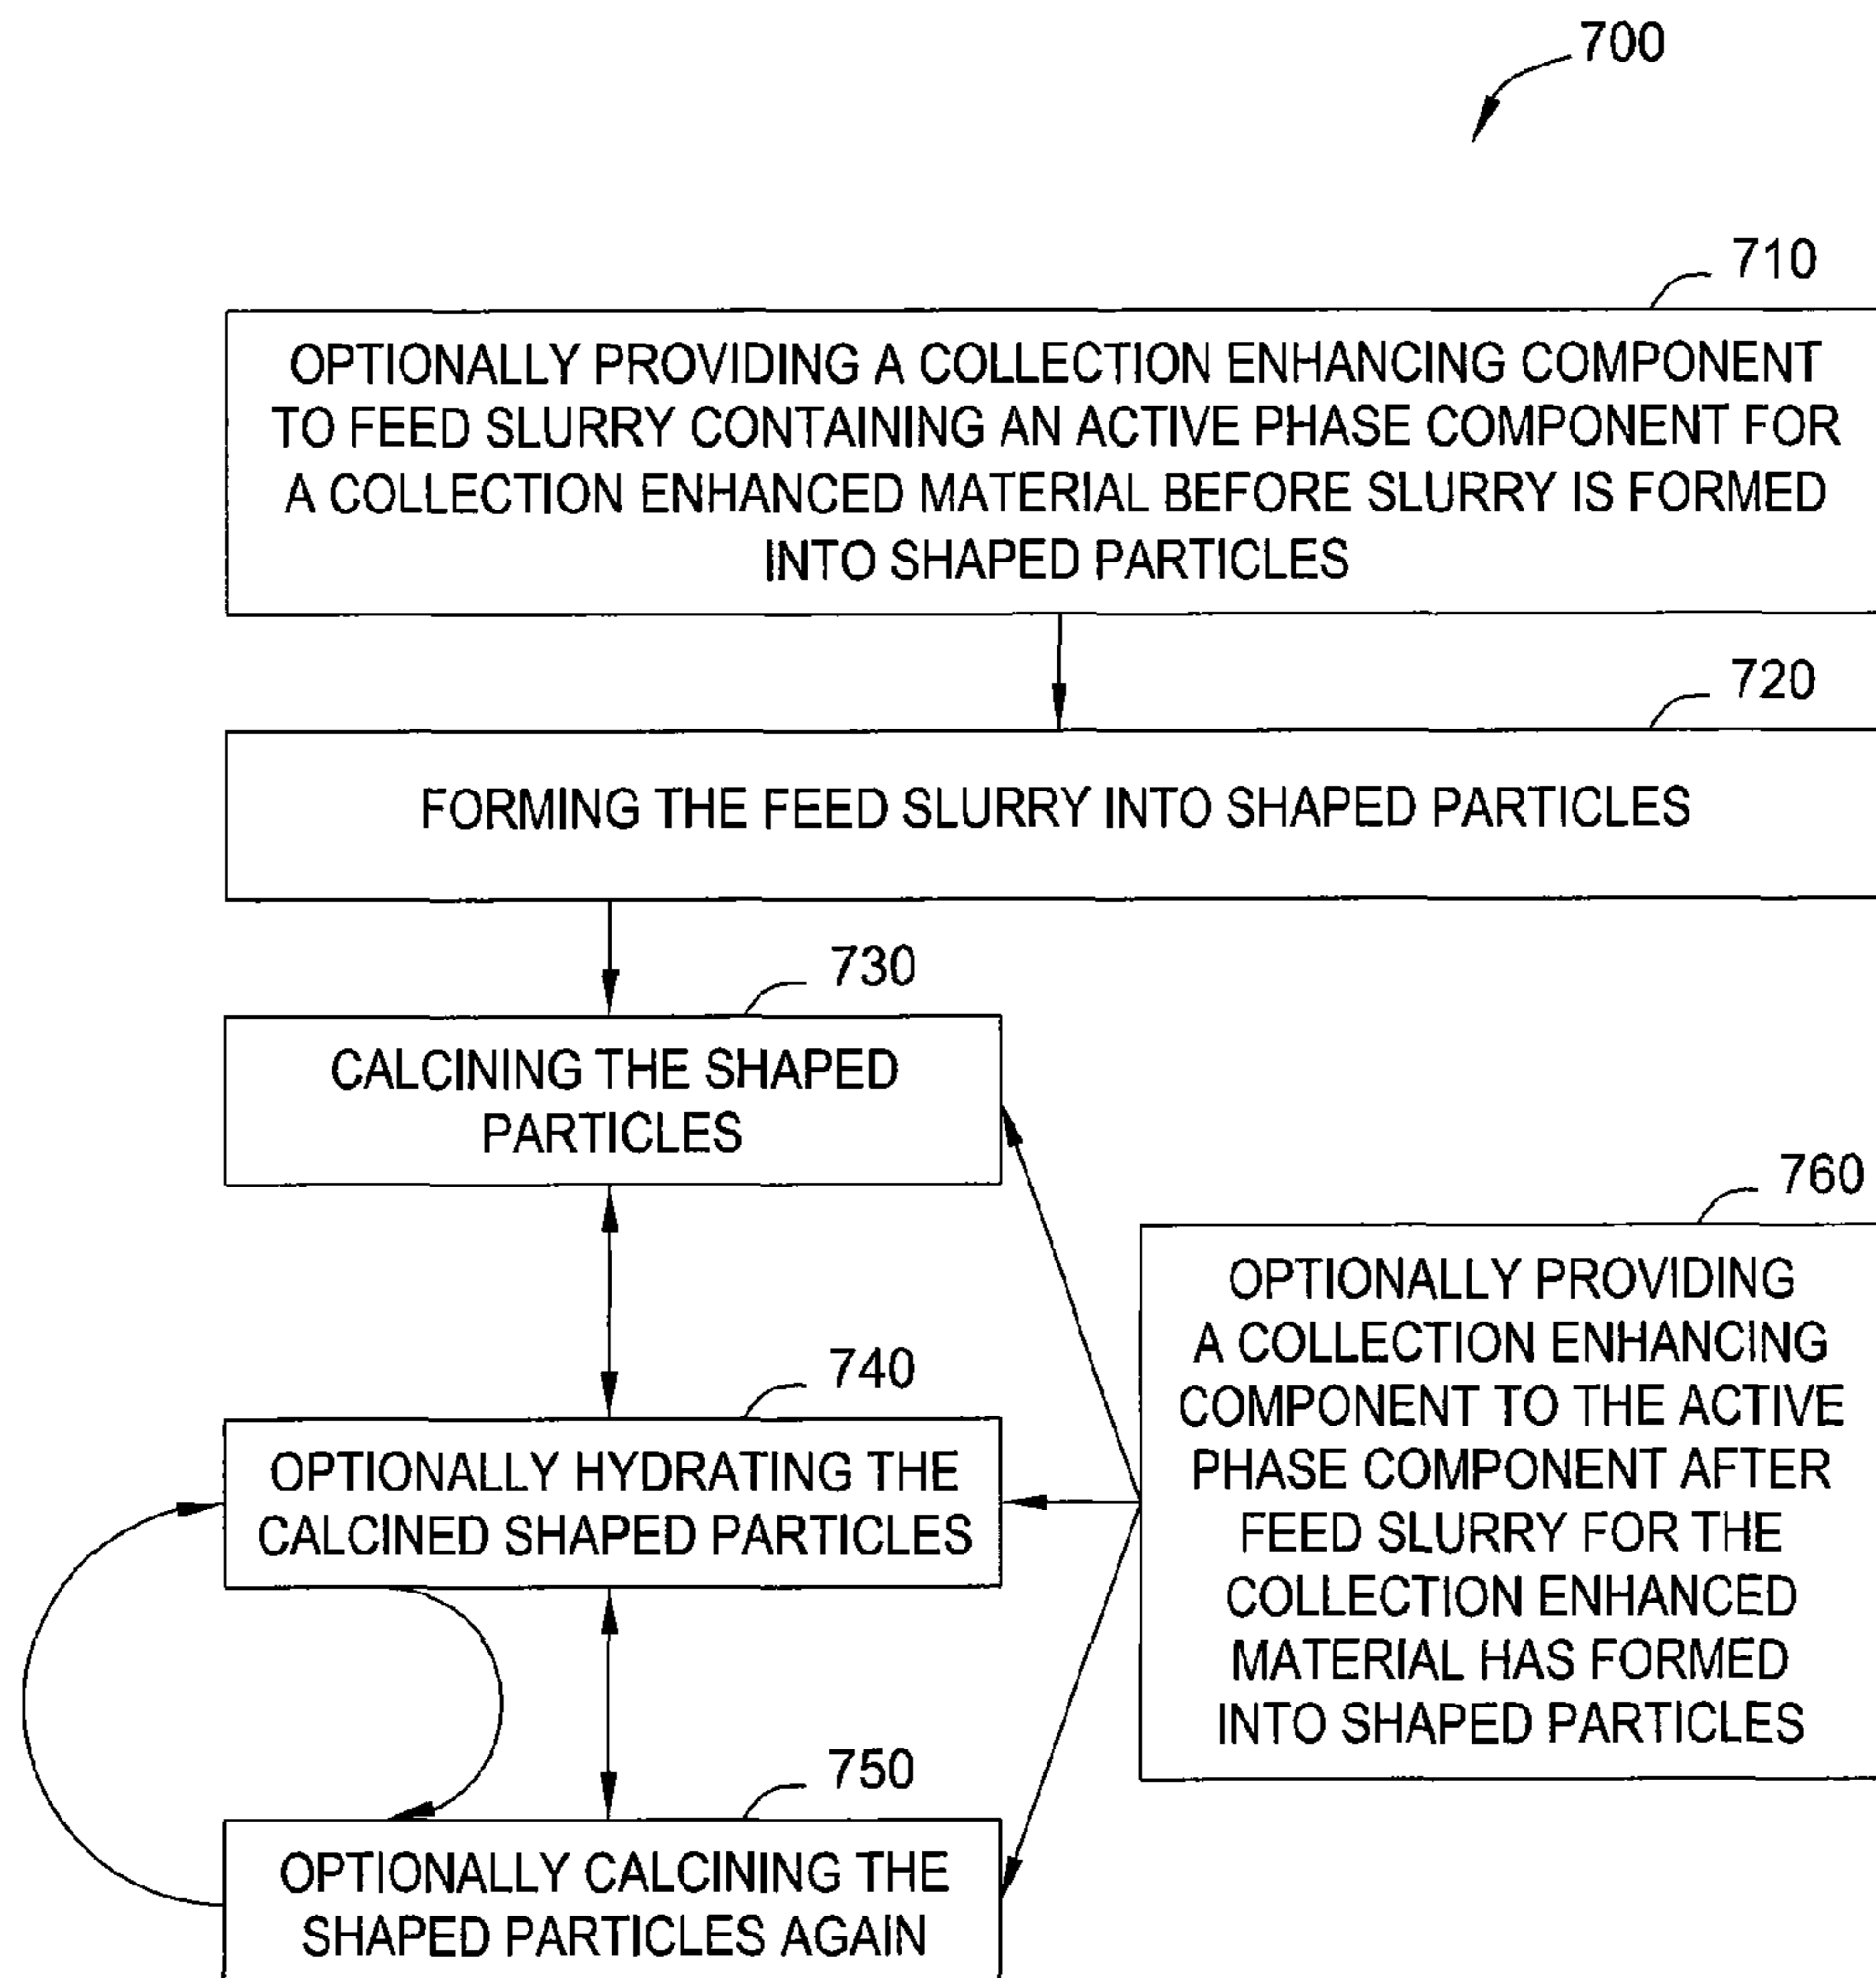 700
710
OPTIONALLY PROVIDING A COLLECTION ENHANCING COMPONENT
TO FEED SLURRY CONTAINING AN ACTIVE PHASE COMPONENT FOR
A COLLECTION ENHANCED MATERIAL BEFORE SLURRY IS FORMED
INTO SHAPED PARTICLES
720
FORMING THE FEED SLURRY INTO SHAPED PARTICLES
730
CALCINING THE SHAPED
PARTICLES
740
OPTIONALLY HYDRATING THE
CALCINED SHAPED PARTICLES
750
OPTIONALLY CALCINING THE
SHAPED PARTICLES AGAIN
760
OPTIONALLY PROVIDING
A COLLECTION ENHANCING
COMPONENT TO THE ACTIVE
PHASE COMPONENT AFTER
FEED SLURRY FOR THE
COLLECTION ENHANCED
MATERIAL HAS FORMED
INTO SHAPED PARTICLES